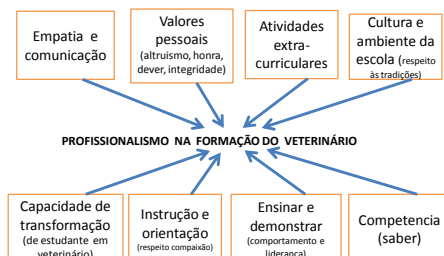 Empatia e
comunicação
Valores
pessoais
(altruismo, honra,
dever, integridade)
Atividades
extra-
curriculares
Cultura e
ambiente da
escola (respeito
às tradições)
PROFISSIONALISMO NA FORMAÇÃO DO VETERINÁRIO
Capacidade de
transformação
(de estudante em
veterinário)
Instrução e
orientação
(respeito compaixão)
Ensinar e
demonstrar
(comportamento e
liderança)
Competencia
(saber)